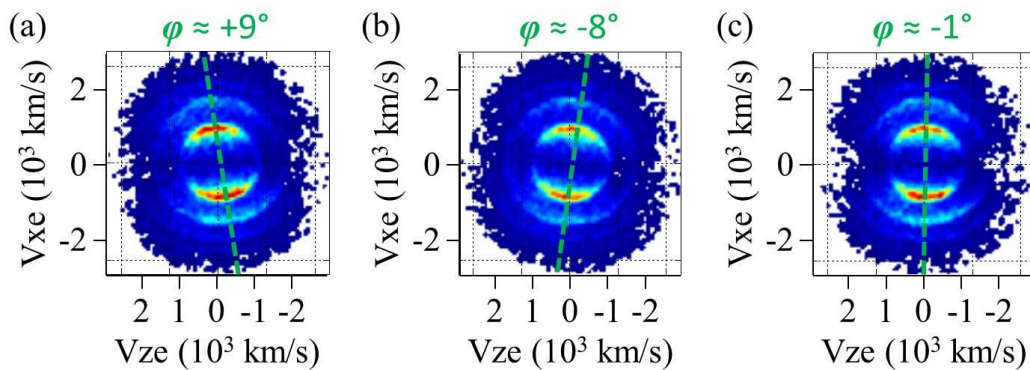 (a) φ ≈ +9° (b) φ ≈ -8° (c) φ ≈ -1°
Vxe (10³ km/s) 2 0 -2
Vxe (10³ km/s) 2 0 -2
Vxe (10³ km/s) 2 0 -2
2 1 0 -1 -2 2 1 0 -1 -2 2 1 0 -1 -2
Vze (10³ km/s) Vze (10³ km/s) Vze (10³ km/s)